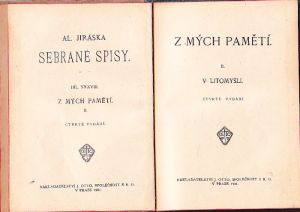 AL. JIRÁSKA
SEBRANÉ SPISY.
DÍL XXXVIII.
Z MÝCH PAMĚTÍ.
II.
ČTVRTÉ VYDÁNÍ.
NAKLADATELSTVÍ J. OTTO, SPOLEČNOST S R. O.
V PRAZE
Z MÝCH PAMĚTÍ.
II.
V LITOMYŠLI.
ČTVRTÉ VYDÁNÍ
NAKLADATELSTVÍ J. OTTO, SPOLEČNOST S R. O.
V PRAZE